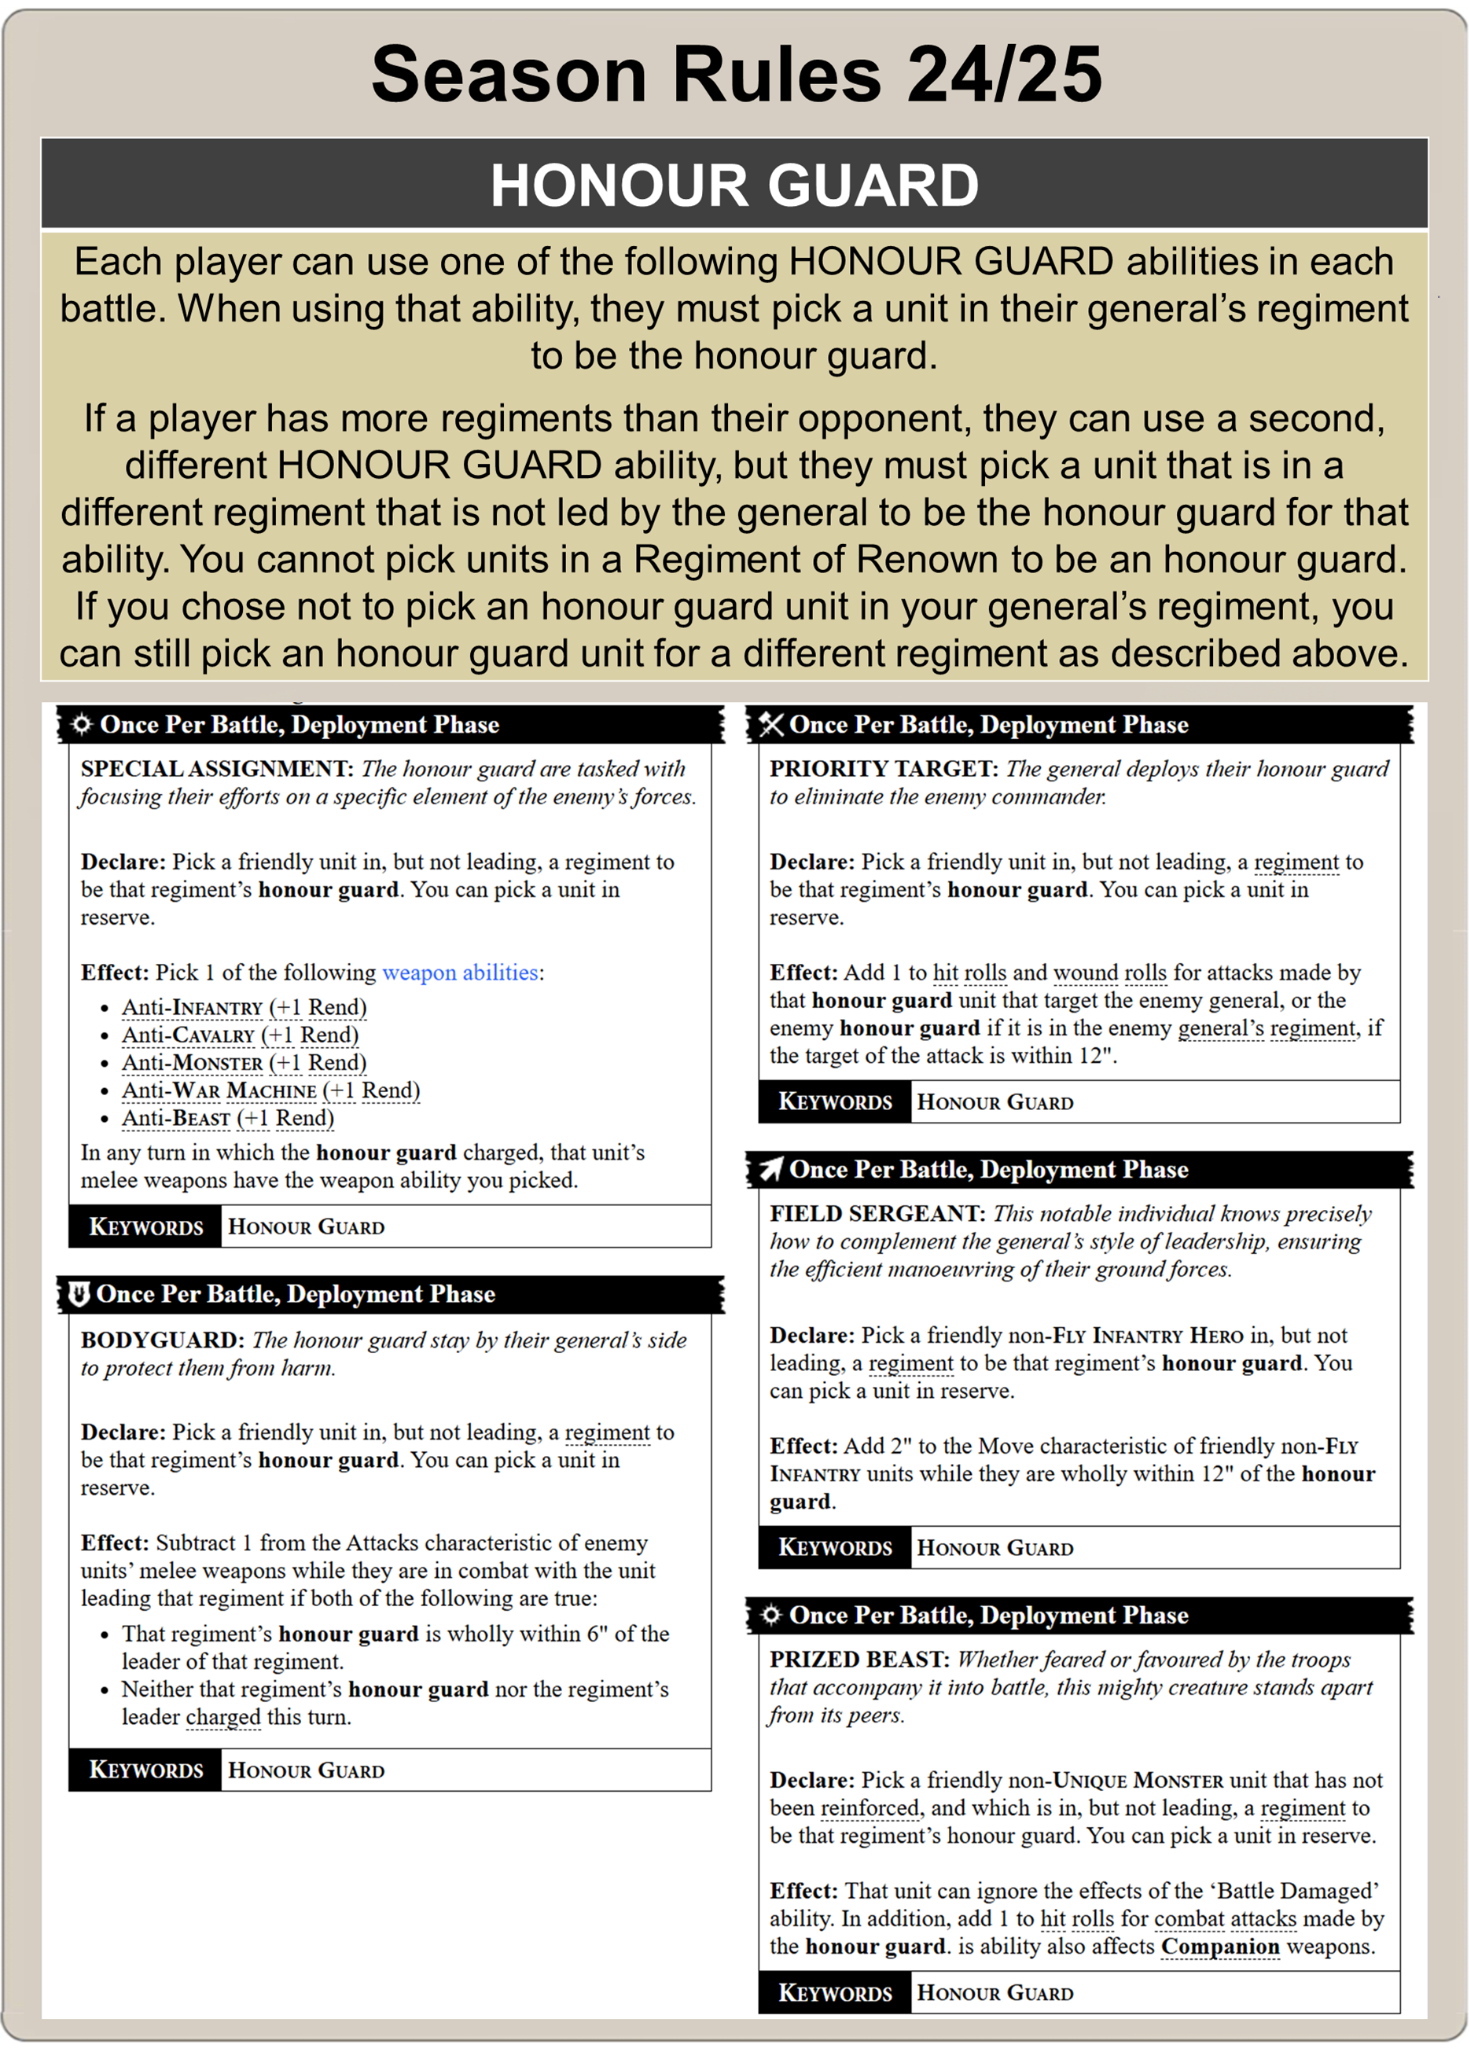 Season Rules 24/25
HONOUR GUARD
Each player can use one of the following HONOUR GUARD abilities in each
battle. When using that ability, they must pick a unit in their general’s regiment
to be the honour guard.
If a player has more regiments than their opponent, they can use a second,
different HONOUR GUARD ability, but they must pick a unit that is in a
different regiment that is not led by the general to be the honour guard for that
ability. You cannot pick units in a Regiment of Renown to be an honour guard.
If you chose not to pick an honour guard unit in your general’s regiment, you
can still pick an honour guard unit for a different regiment as described above.
Once Per Battle, Deployment Phase
SPECIAL ASSIGNMENT: The honour guard are tasked with
focusing their efforts on a specific element of the enemy’s forces.
Declare: Pick a friendly unit in, but not leading, a regiment to
be that regiment’s honour guard. You can pick a unit in
reserve.
Effect: Pick 1 of the following weapon abilities:
• Anti-INFANTRY (+1 Rend)
• Anti-CAVALRY (+1 Rend)
• Anti-MONSTER (+1 Rend)
• Anti-WAR MACHINE (+1 Rend)
• Anti-BEAST (+1 Rend)
In any turn in which the honour guard charged, that unit’s
melee weapons have the weapon ability you picked.
KEYWORDS HONOUR GUARD
Once Per Battle, Deployment Phase
BODYGUARD: The honour guard stay by their general’s side
to protect them from harm.
Declare: Pick a friendly unit in, but not leading, a regiment to
be that regiment’s honour guard. You can pick a unit in
reserve.
Effect: Subtract 1 from the Attacks characteristic of enemy
units’ melee weapons while they are in combat with the unit
leading that regiment if both of the following are true:
• That regiment’s honour guard is wholly within 6" of the
leader of that regiment.
• Neither that regiment’s honour guard nor the regiment’s
leader charged this turn.
KEYWORDS HONOUR GUARD
Once Per Battle, Deployment Phase
PRIORITY TARGET: The general deploys their honour guard
to eliminate the enemy commander.
Declare: Pick a friendly unit in, but not leading, a regiment to
be that regiment’s honour guard. You can pick a unit in
reserve.
Effect: Add 1 to hit rolls and wound rolls for attacks made by
that honour guard unit that target the enemy general, or the
enemy honour guard if it is in the enemy general’s regiment, if
the target of the attack is within 12".
KEYWORDS HONOUR GUARD
Once Per Battle, Deployment Phase
FIELD SERGEANT: This notable individual knows precisely
how to complement the general’s style of leadership, ensuring
the efficient manoeuvring of their ground forces.
Declare: Pick a friendly non-FLY INFANTRY HERO in, but not
leading, a regiment to be that regiment’s honour guard. You
can pick a unit in reserve.
Effect: Add 2" to the Move characteristic of friendly non-FLY
INFANTRY units while they are wholly within 12" of the honour
guard.
KEYWORDS HONOUR GUARD
Once Per Battle, Deployment Phase
PRIZED BEAST: Whether feared or favoured by the troops
that accompany it into battle, this mighty creature stands apart
from its peers.
Declare: Pick a friendly non-UNIQUE MONSTER unit that has not
been reinforced, and which is in, but not leading, a regiment to
be that regiment’s honour guard. You can pick a unit in reserve.
Effect: That unit can ignore the effects of the ‘Battle Damaged’
ability. In addition, add 1 to hit rolls for combat attacks made by
the honour guard. is ability also affects Companion weapons.
KEYWORDS HONOUR GUARD